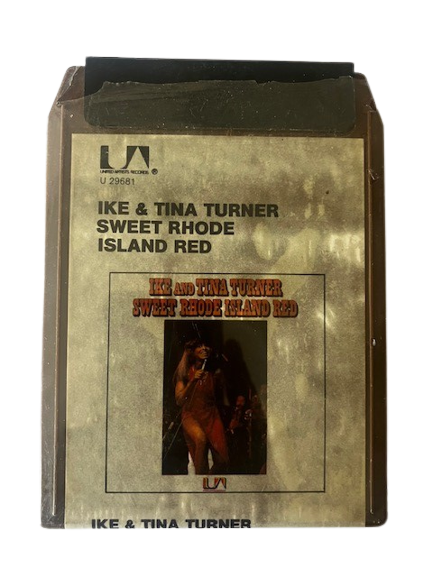 UA
UNITED ARTISTS RECORDS ®
U 29681
IKE & TINA TURNER
SWEET RHODE
ISLAND RED
IKE AND TINA TURNER
SWEET RHODE ISLAND RED
UA
IKE & TINA TURNER